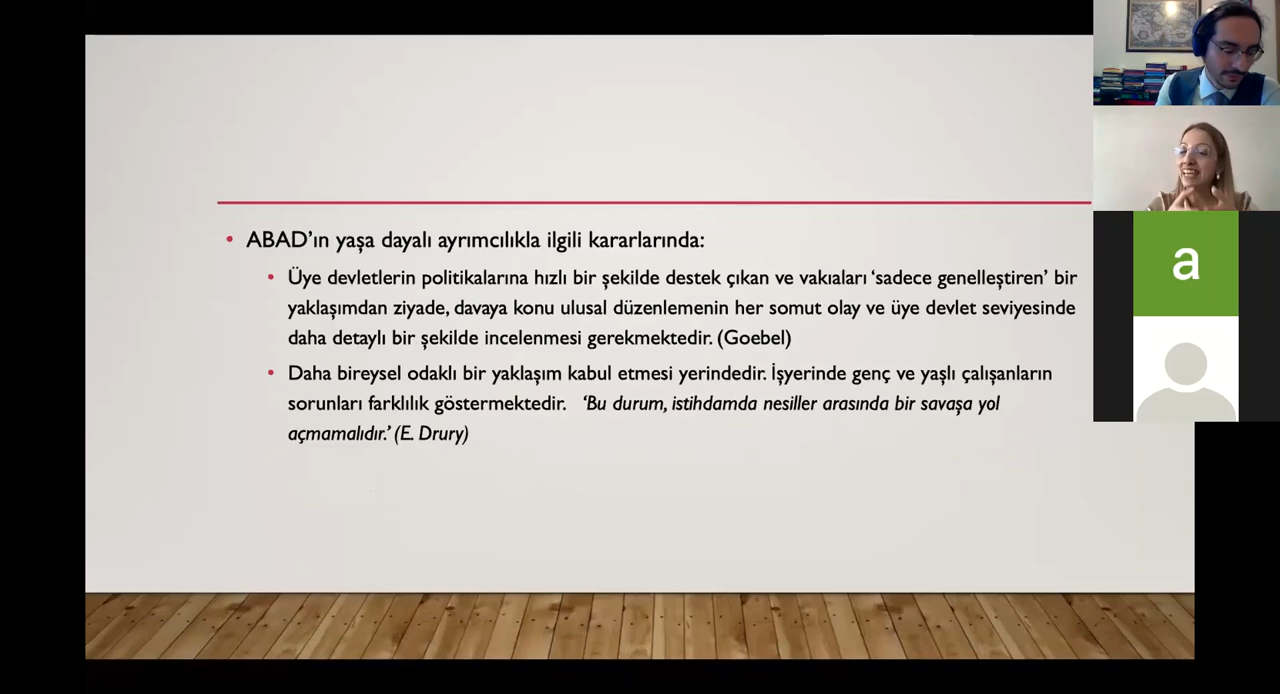 • ABAD’ın yaşa dayalı ayrımcılıkla ilgili kararlarında:
• Üye devletlerin politikalarına hızlı bir şekilde destek çıkan ve vakıaları ‘sadece genelleştiren’ bir
yaklaşımdan ziyade, davaya konu ulusal düzenlemenin her somut olay ve üye devlet seviyesinde
daha detaylı bir şekilde incelenmesi gerekmektedir. (Goebel)
• Daha bireysel odaklı bir yaklaşım kabul etmesi yerindedir. İşyerinde genç ve yaşlı çalışanların
sorunları farklılık göstermektedir. ‘Bu durum, istihdamda nesiller arasında bir savaşa yol
açmamalıdır.’ (E. Drury)
a